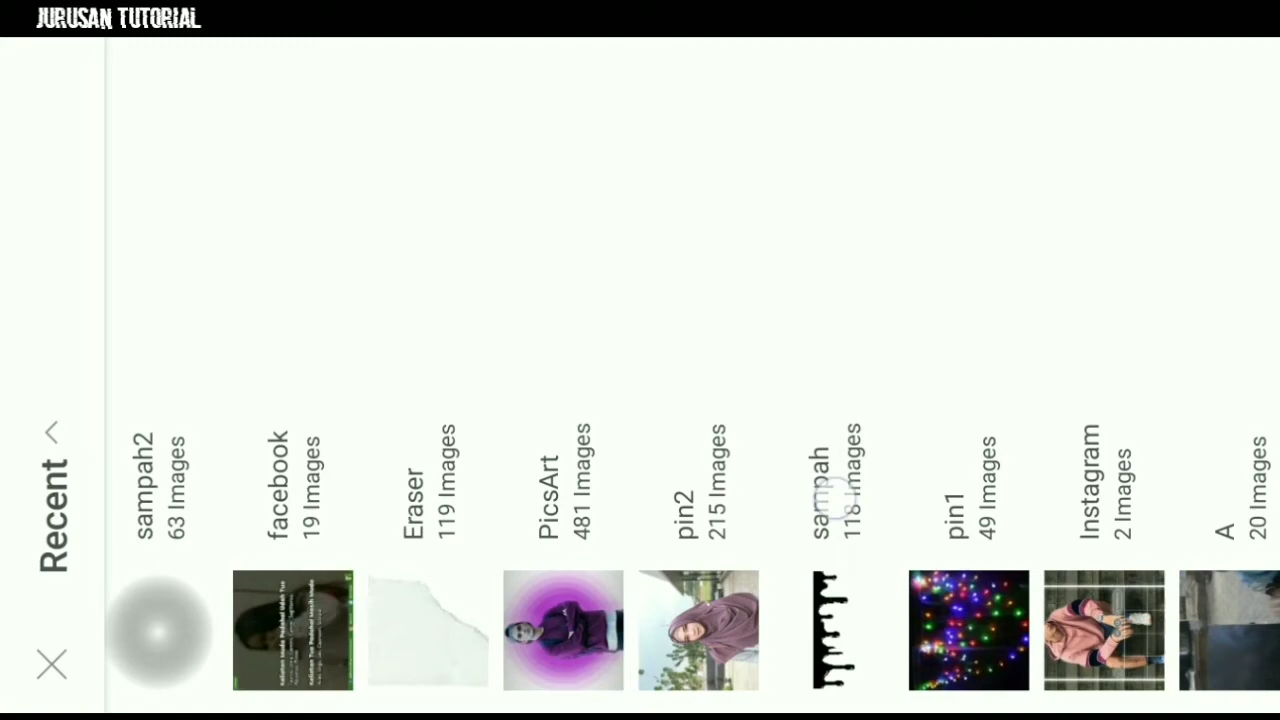 JURUSAN TUTORIAL
Recent
sampah2
63 Images
facebook
19 Images
Eraser
119 Images
PicsArt
481 Images
pin2
215 Images
sampah
118 Images
pin1
49 Images
Instagram
2 Images
A
20 Images